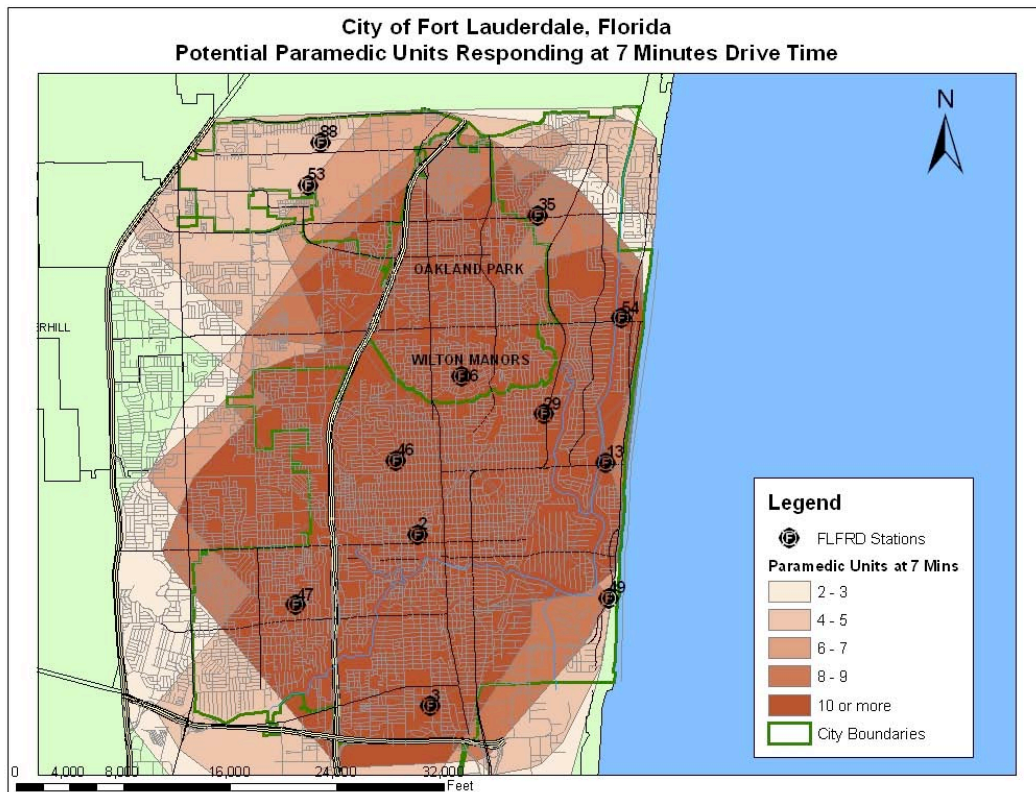 City of Fort Lauderdale, Florida
Potential Paramedic Units Responding at 7 Minutes Drive Time
N
88
53
35
OAKLAND PARK
54
ERHILL
WILTON MANORS
16
29
46
13
2
49
47
3
Legend
FLFRD Stations
Paramedic Units at 7 Mins
2 - 3
4 - 5
6 - 7
8 - 9
10 or more
City Boundaries
0 4,000 8,000 16,000 24,000 32,000
Feet